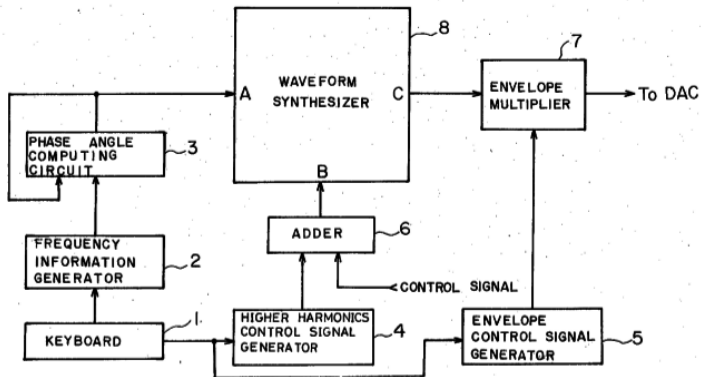 8
WAVEFORM
SYNTHESIZER
A
C
B
7
ENVELOPE
MULTIPLIER
To DAC
PHASE ANGLE
COMPUTING
CIRCUIT
3
ADDER
6
FREQUENCY
INFORMATION
GENERATOR
2
CONTROL SIGNAL
KEYBOARD
1
HIGHER HARMONICS
CONTROL SIGNAL
GENERATOR
4
ENVELOPE
CONTROL SIGNAL
GENERATOR
5